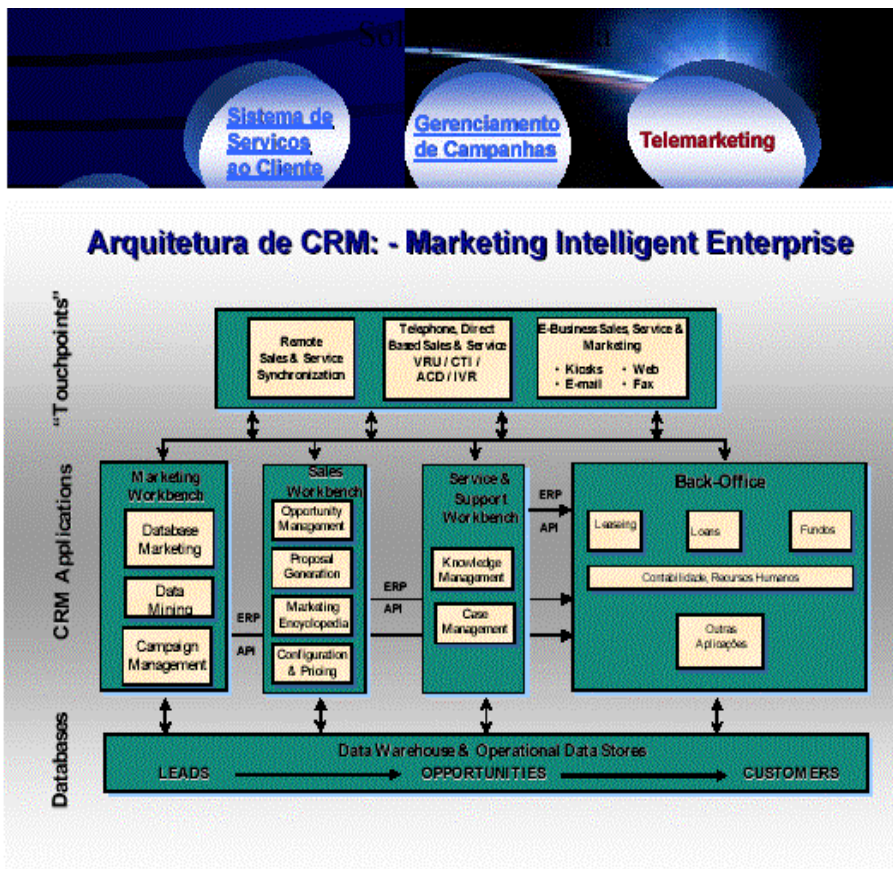 Sistema de
Serviços
ao Cliente
Gerenciamento
de Campanhas
Telemarketing
Arquitetura de CRM: - Marketing Intelligent Enterprise
"Touchpoints"
Remote
Sales & Service
Synchronization
Telephone, Direct
Based Sales & Service
VRU / CTI /
ACD / IVR
E-Business Sales, Service &
Marketing
• Kiosks • Web
• E-mail • Fax
CRM Applications
Marketing
Workbench
Database
Marketing
Data
Mining
Campaign
Management
ERP
API
Sales
Workbench
Opportunity
Management
Proposal
Generation
Marketing
Encyclopedia
Configuration
& Pricing
ERP
API
Service &
Support
Workbench
Knowledge
Management
Case
Management
ERP
API
Back-Office
Leaseing
Loans
Fundos
Contabilidade, Recursos Humanos
Outras
Aplicações
Databases
Data Warehouse & Operational Data Stores
LEADS OPPORTUNITIES CUSTOMERS